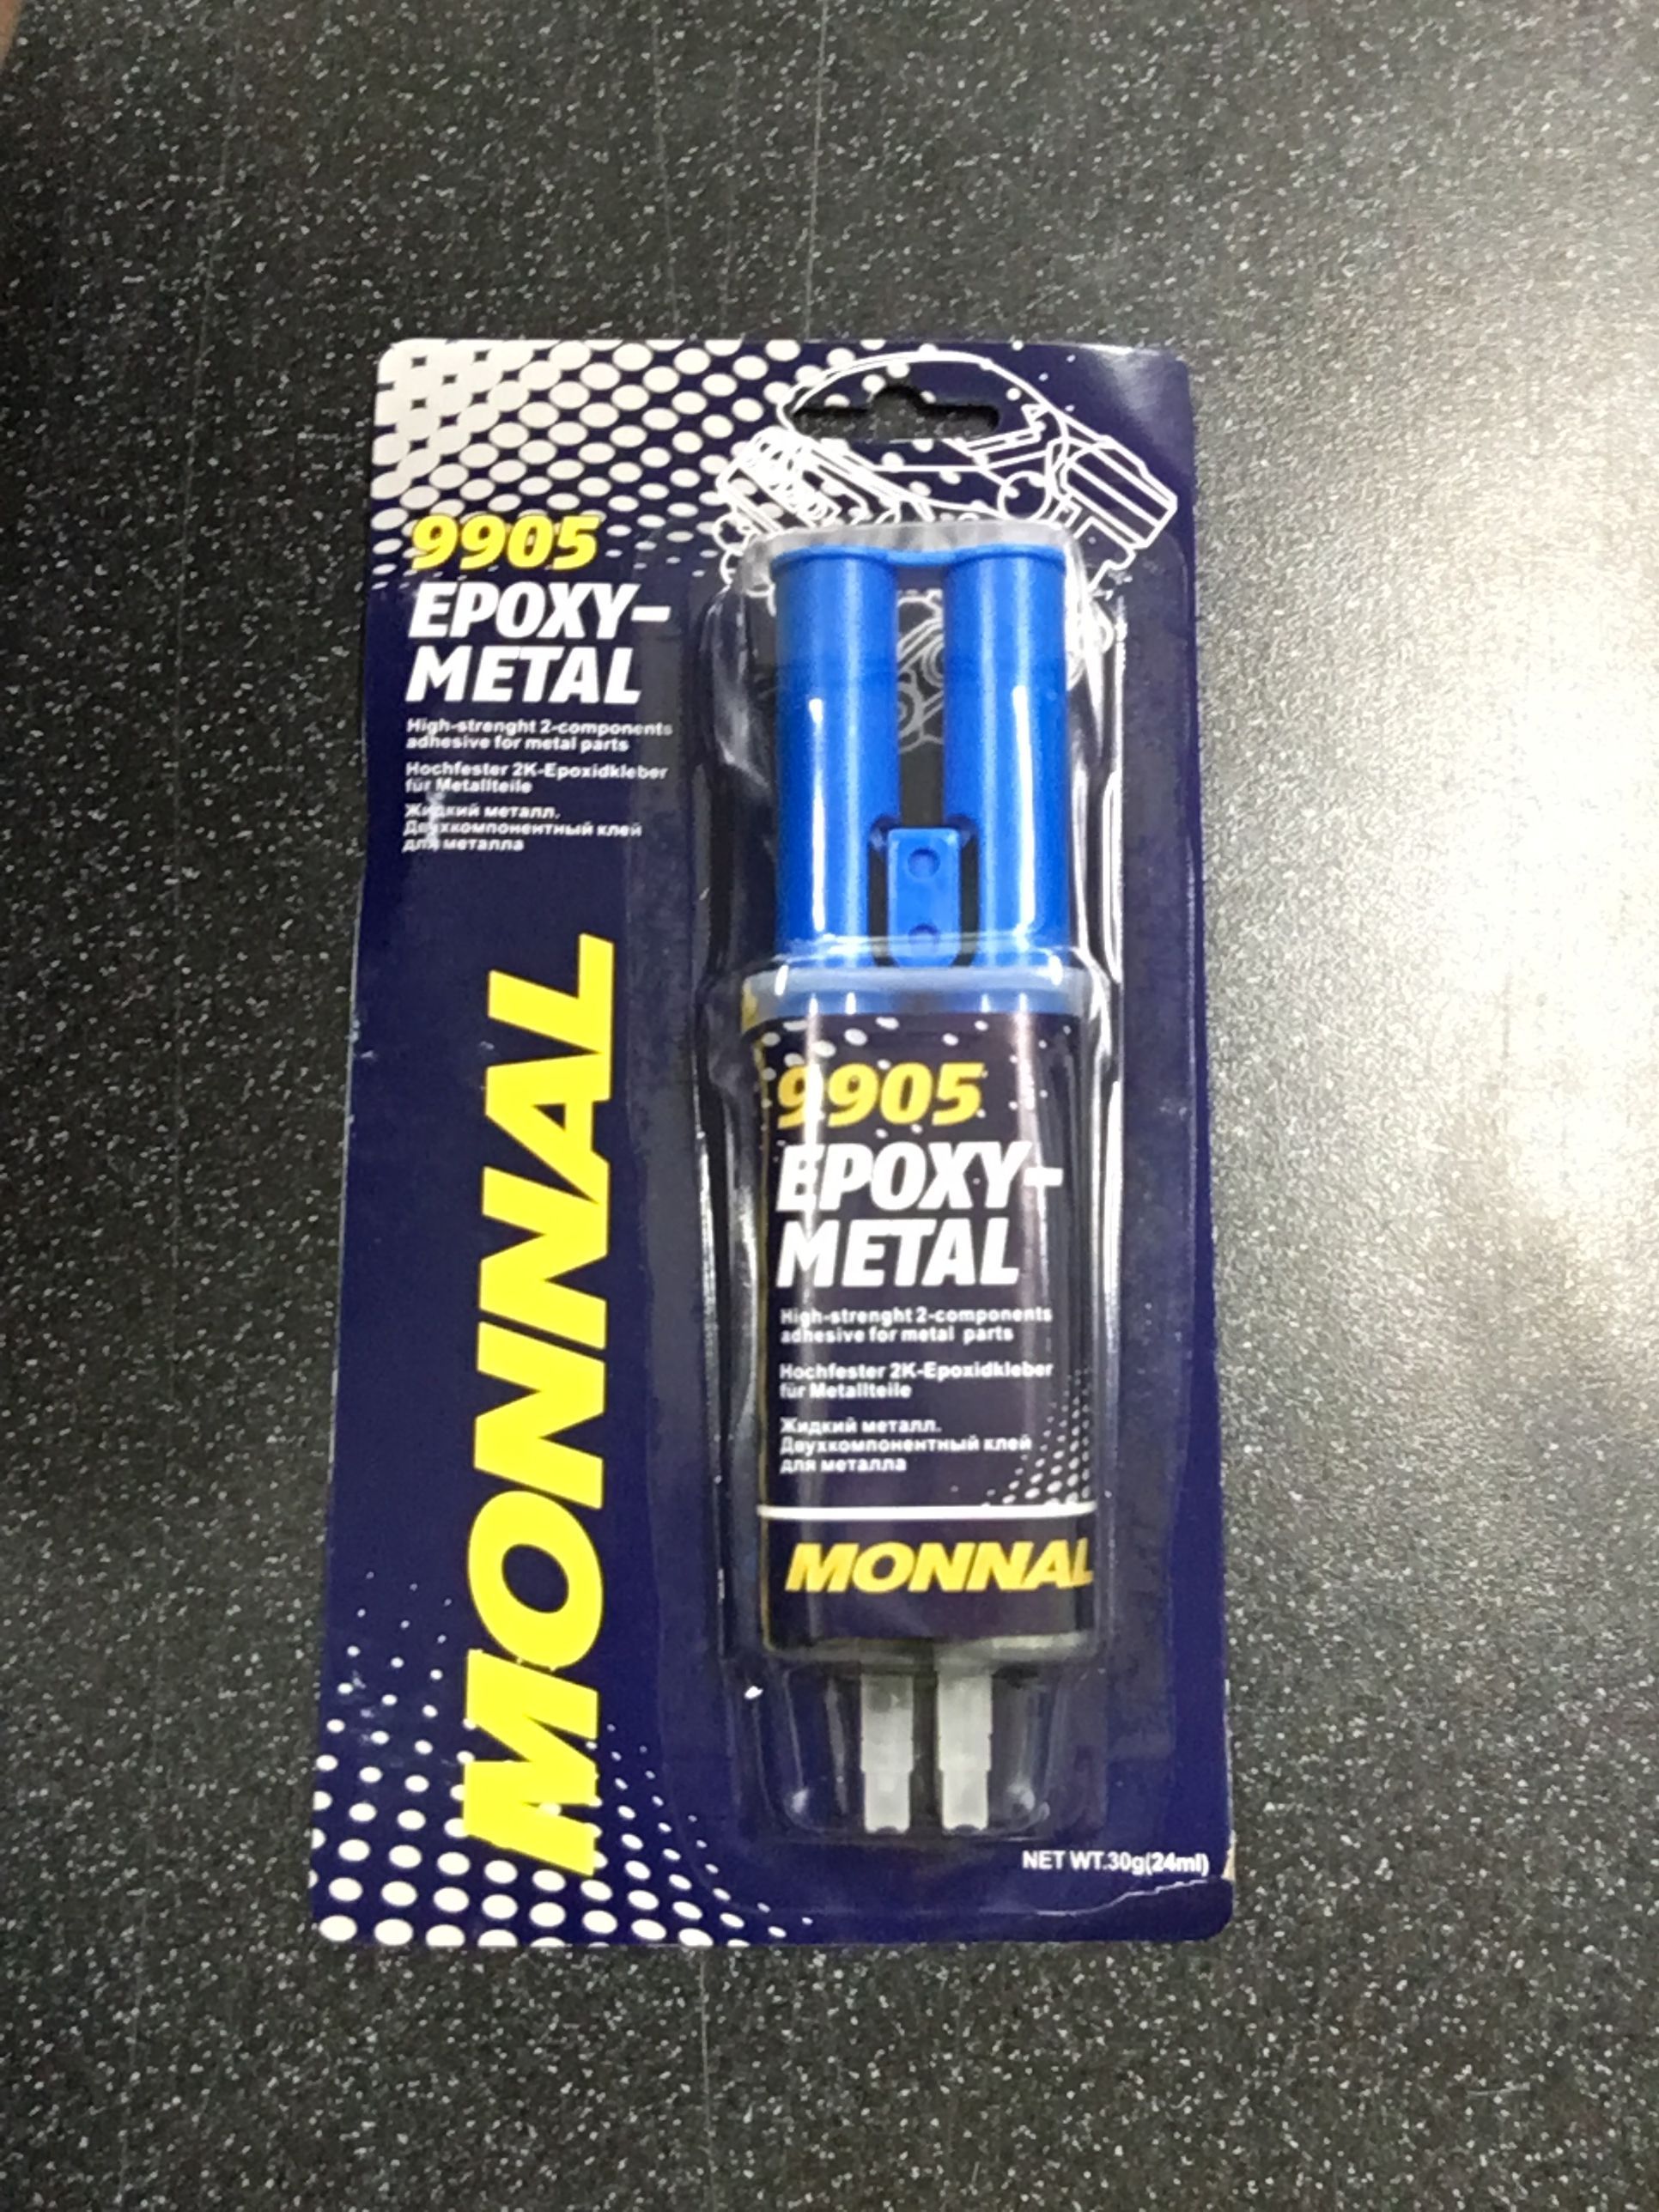 9905
EPOXY-
METAL
High-strenght 2-components
adhesive for metal parts
Hochfester 2K-Epoxidkleber
für Metallteile
Жидкий металл.
Двухкомпонентный клей
для металла
MONNAL
9905
EPOXY-
METAL
High-strenght 2-components
adhesive for metal parts
Hochfester 2K-Epoxidkleber
für Metallteile
Жидкий металл.
Двухкомпонентный клей
для металла
MONNAL
NET WT.30g(24ml)